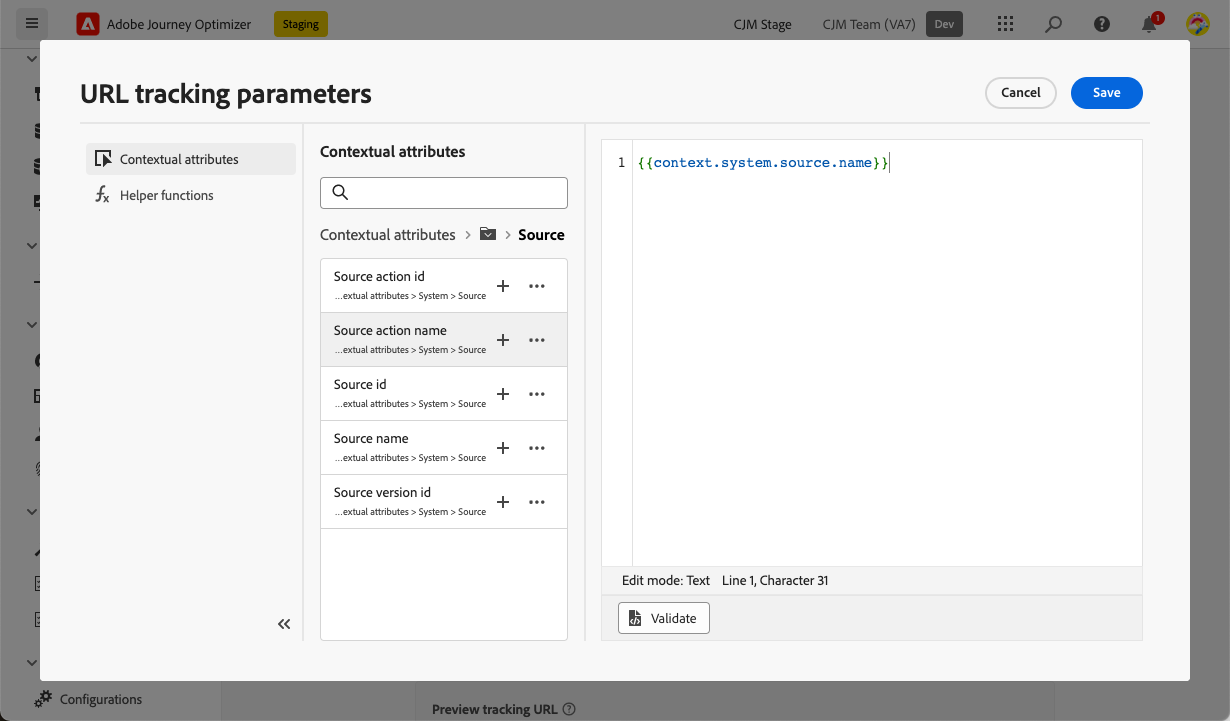 Adobe Journey Optimizer
Staging
CJM Stage
CJM Team (VA7)
Dev
1
URL tracking parameters
Cancel
Save
Contextual attributes
Helper functions
Contextual attributes
Contextual attributes > > Source
Source action id
...extual attributes > System > Source
Source action name
...extual attributes > System > Source
Source id
...extual attributes > System > Source
Source name
...extual attributes > System > Source
Source version id
...extual attributes > System > Source
1 {{context.system.source.name}}
Edit mode: Text Line 1, Character 31
Validate
Configurations
Preview tracking URL